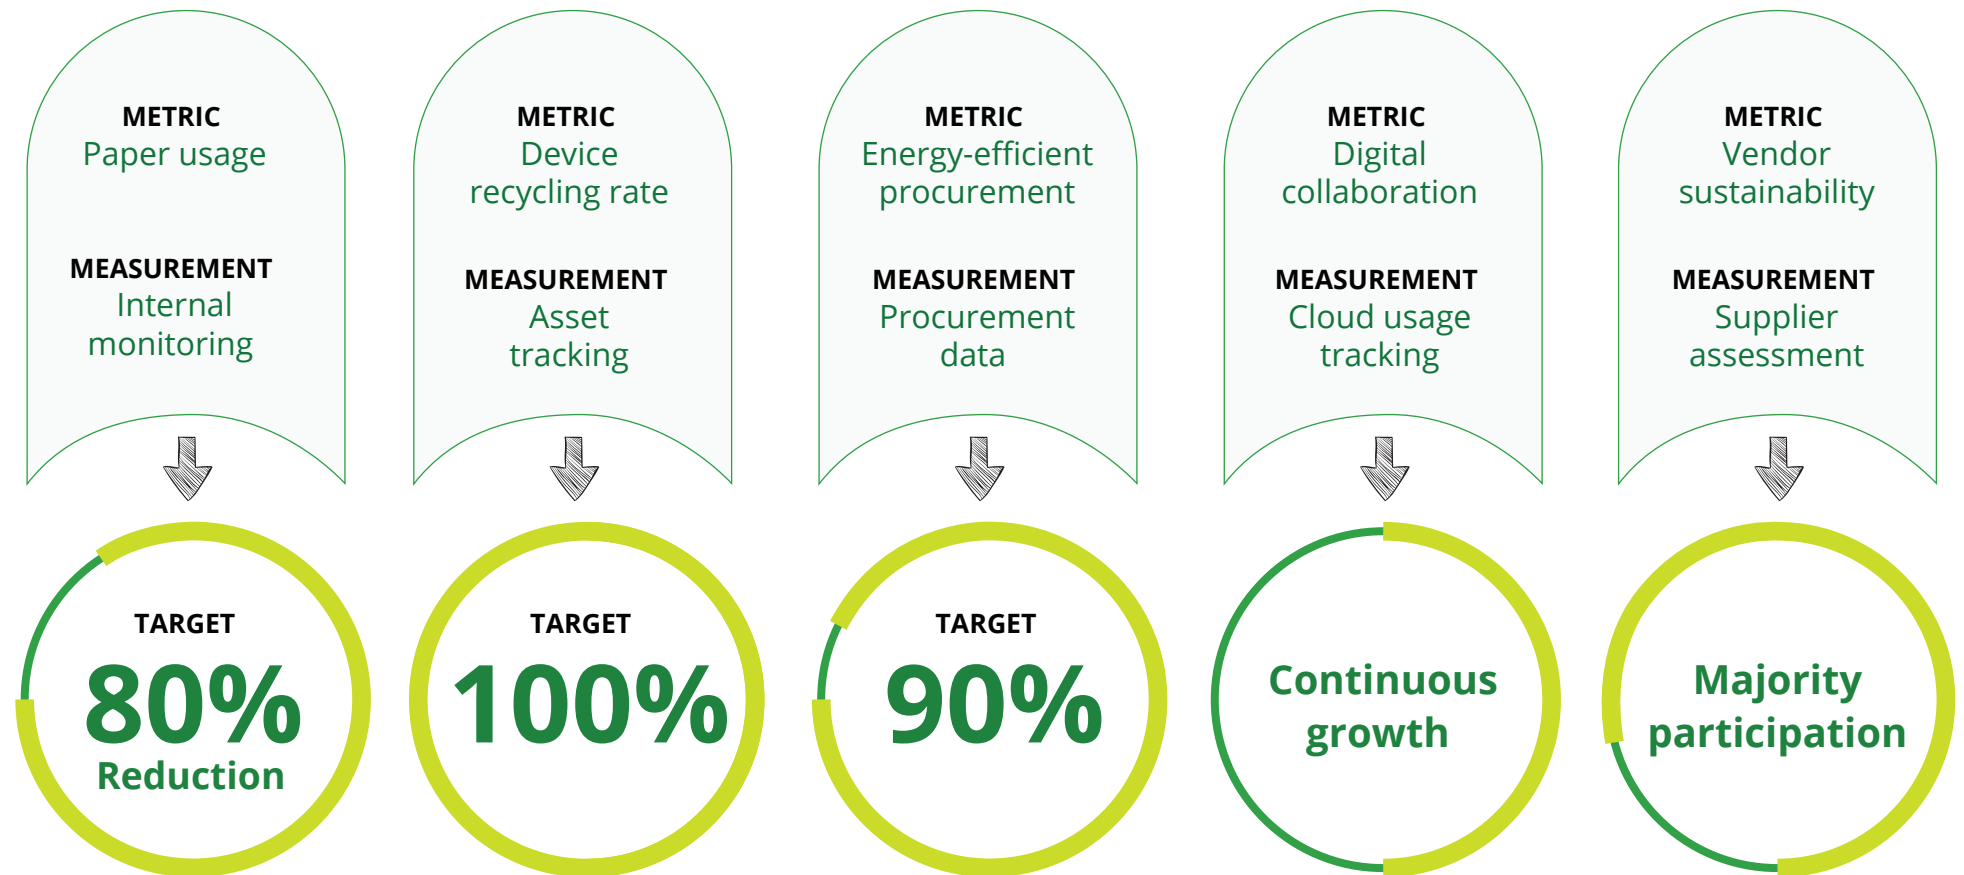 METRIC
Paper usage
MEASUREMENT
Internal
monitoring
TARGET
80%
Reduction
METRIC
Device
recycling rate
MEASUREMENT
Asset
tracking
TARGET
100%
METRIC
Energy-efficient
procurement
MEASUREMENT
Procurement
data
TARGET
90%
METRIC
Digital
collaboration
MEASUREMENT
Cloud usage
tracking
Continuous
growth
METRIC
Vendor
sustainability
MEASUREMENT
Supplier
assessment
Majority
participation